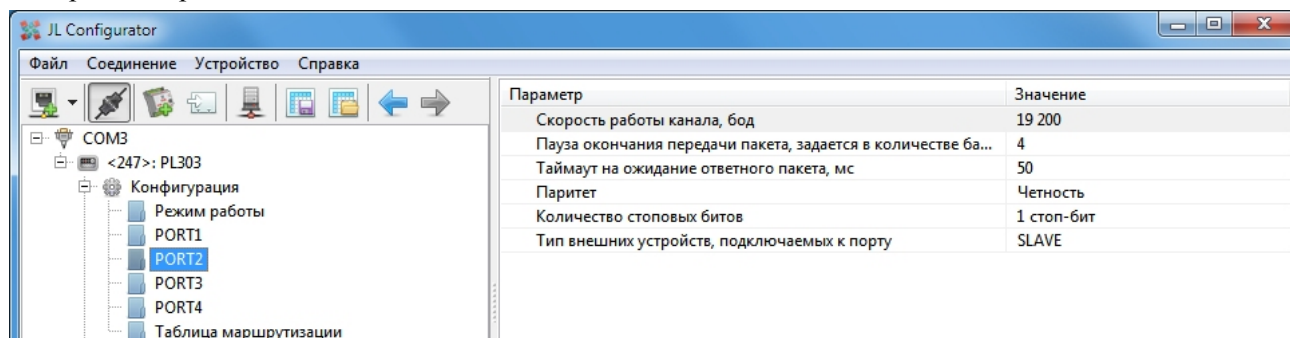 JL Configurator
Файл Соединение Устройство Справка
COM3
<247>: PL303
Конфигурация
Режим работы
PORT1
PORT2
PORT3
PORT4
Таблица маршрутизации
Параметр Значение
Скорость работы канала, бод 19 200
Пауза окончания передачи пакета, задается в количестве ба... 4
Таймаут на ожидание ответного пакета, мс 50
Паритет Четность
Количество стоповых битов 1 стоп-бит
Тип внешних устройств, подключаемых к порту SLAVE